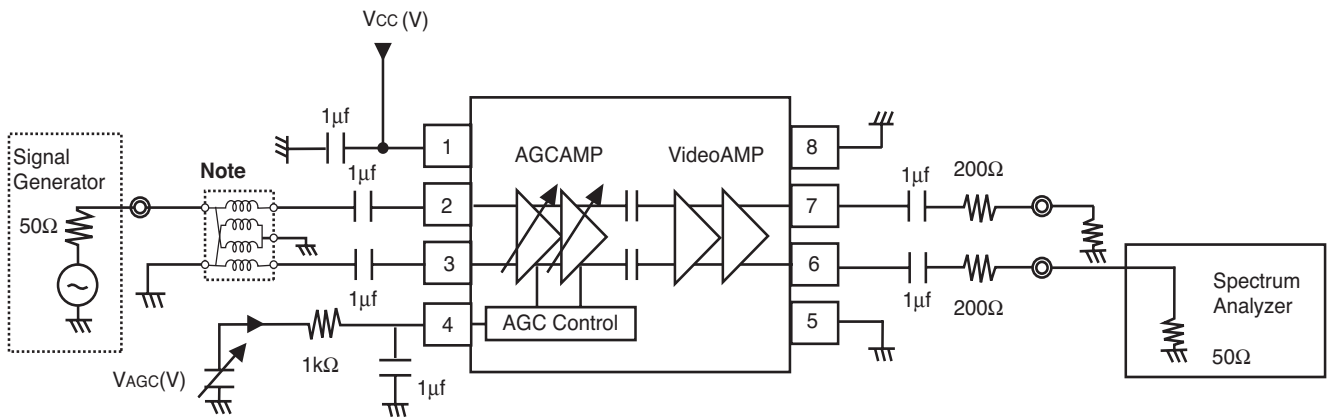 VCC (V)
1µf
Signal
Generator
50Ω
Note
1µf
1µf
VAGC(V)
1kΩ
1µf
1
2
3
4
AGCAMP
VideoAMP
AGC Control
8
7
6
5
1µf
200Ω
1µf
200Ω
Spectrum
Analyzer
50Ω